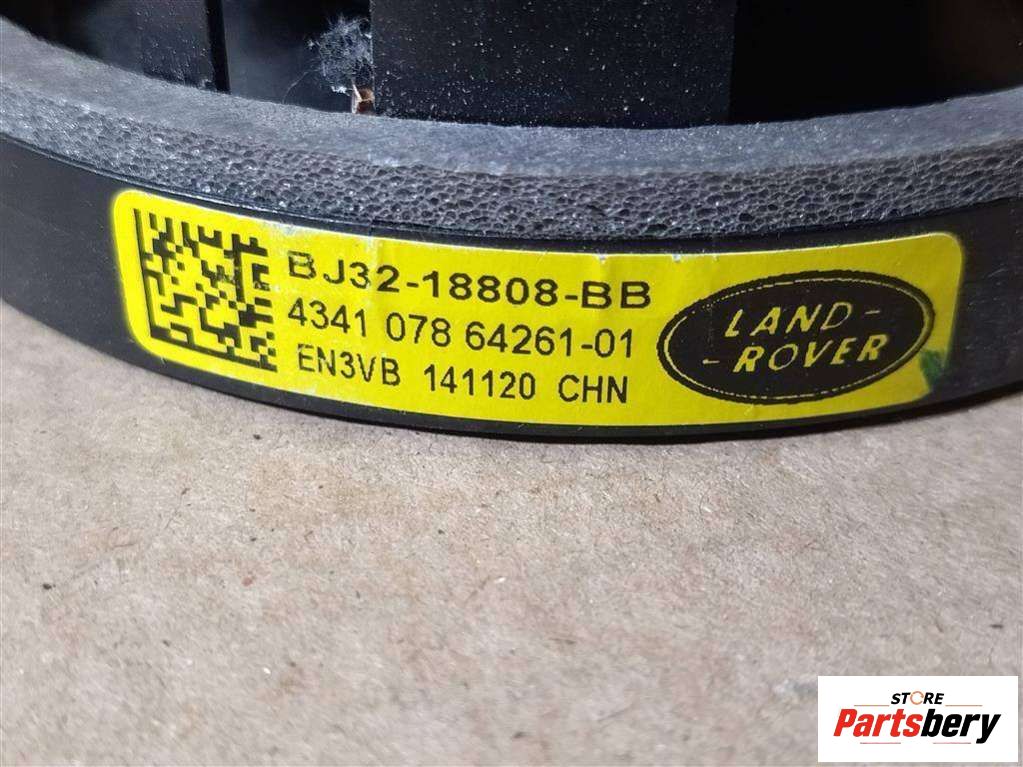 BJ32-18808-BB
4341 078 64261-01
EN3VB 141120 CHN
LAND-
-ROVER
STORE
Partsbery